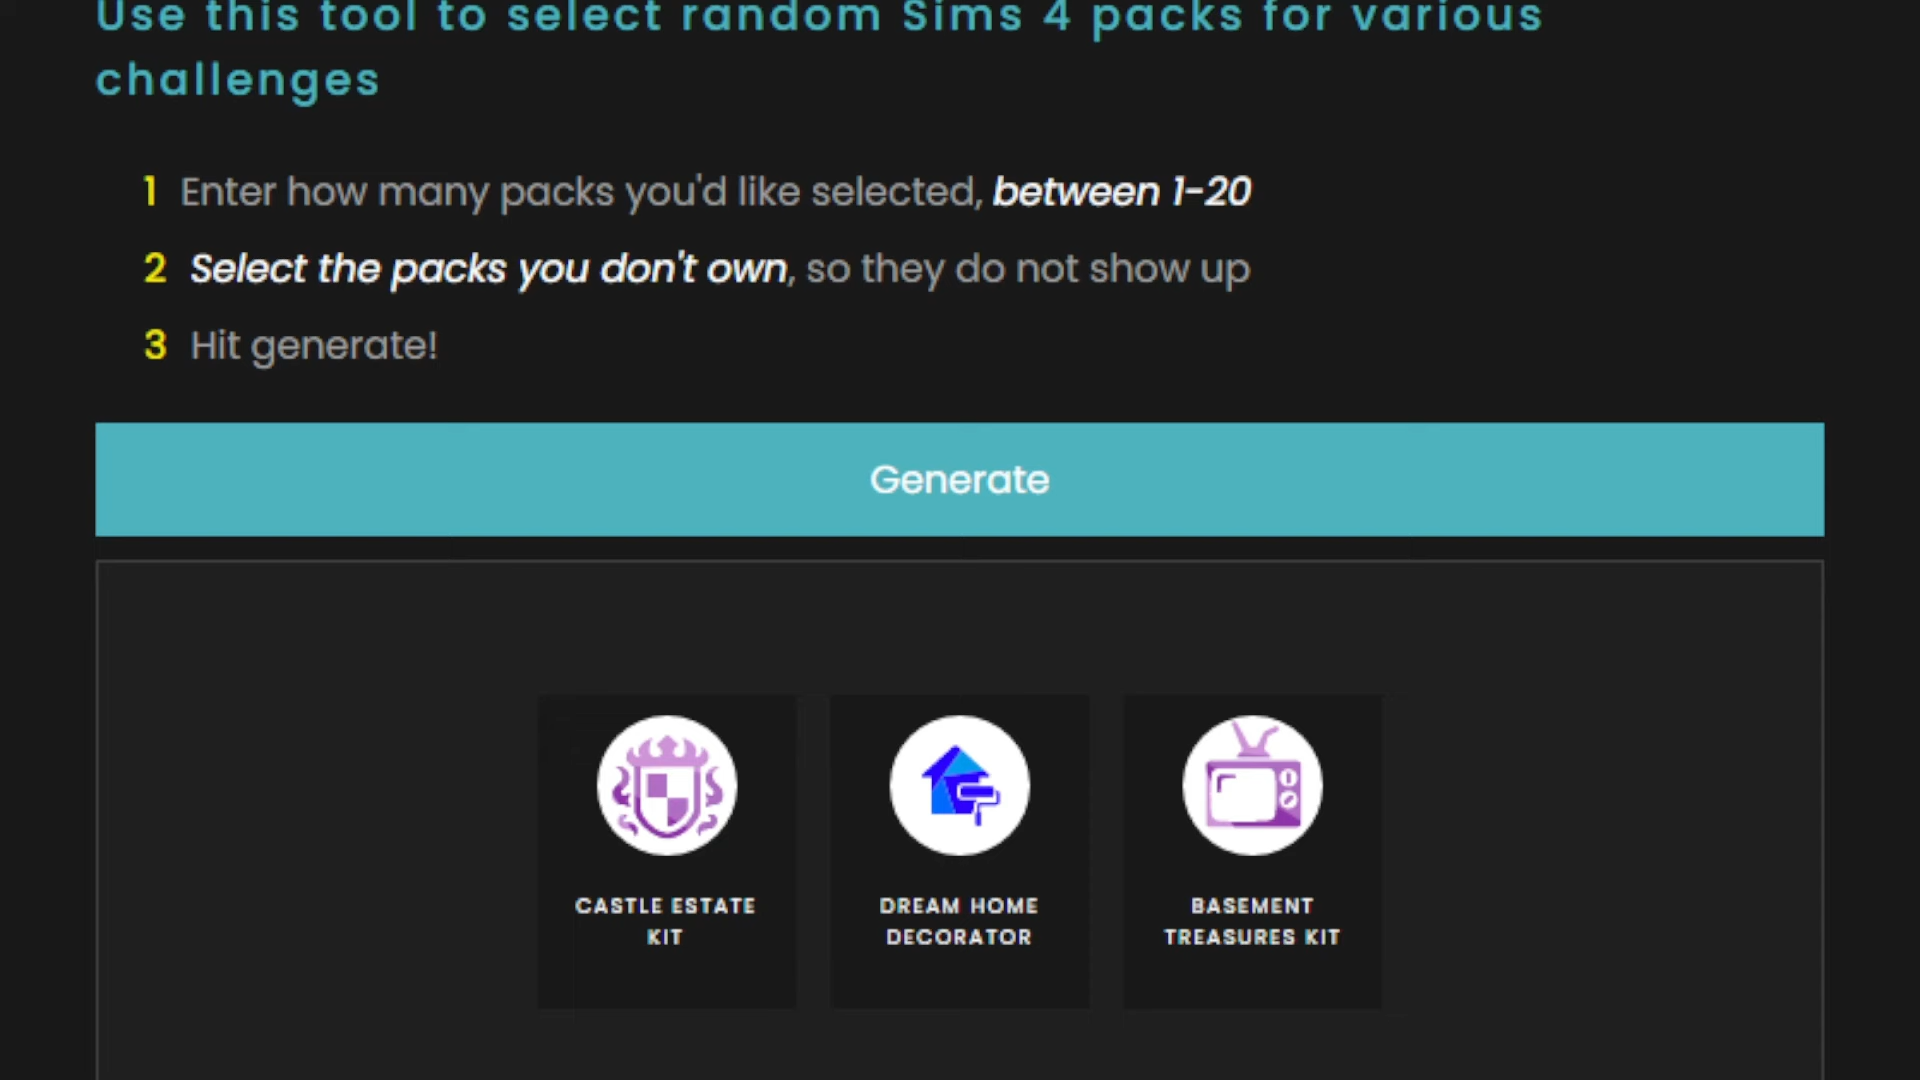 Use this tool to select random Sims 4 packs for various
challenges
1 Enter how many packs you'd like selected, between 1-20
2 Select the packs you don't own, so they do not show up
3 Hit generate!
Generate
CASTLE ESTATE
KIT
DREAM HOME
DECORATOR
BASEMENT
TREASURES KIT